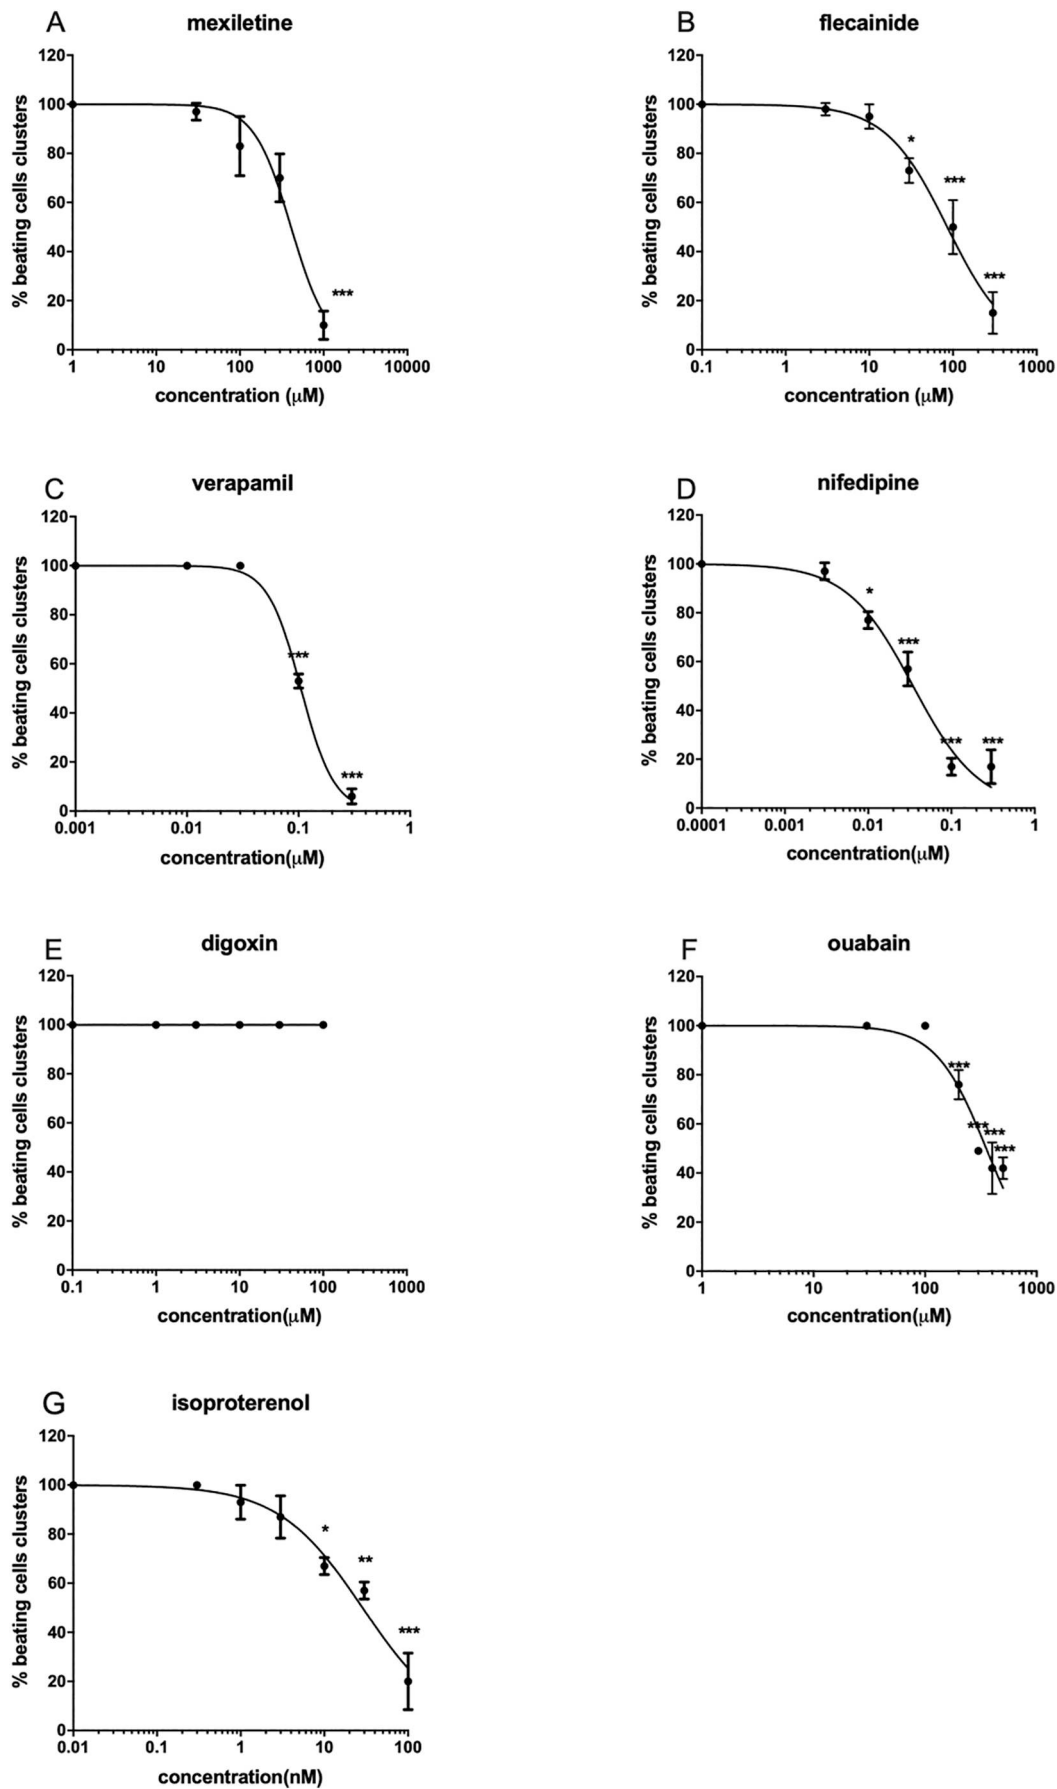 A mexiletine
B flecainide
120
100
80
60
40
20
0
% beating cells clusters
***
1 10 100 1000 10000
concentration (μM)
120
100
80
60
40
20
0
% beating cells clusters
*
***
***
0.1 1 10 100 1000
concentration (μM)
C verapamil
D nifedipine
120
100
80
60
40
20
0
% beating cells clusters
***
***
0.001 0.01 0.1 1
concentration(μM)
120
100
80
60
40
20
0
% beating cells clusters
*
***
***
***
0.0001 0.001 0.01 0.1 1
concentration(μM)
E digoxin
F ouabain
120
100
80
60
40
20
0
% beating cells clusters
0.1 1 10 100 1000
concentration(μM)
120
100
80
60
40
20
0
% beating cells clusters
***
***
***
***
1 10 100 1000
concentration(μM)
G isoproterenol
120
100
80
60
40
20
0
% beating cells clusters
*
**
***
0.01 0.1 1 10 100
concentration(nM)